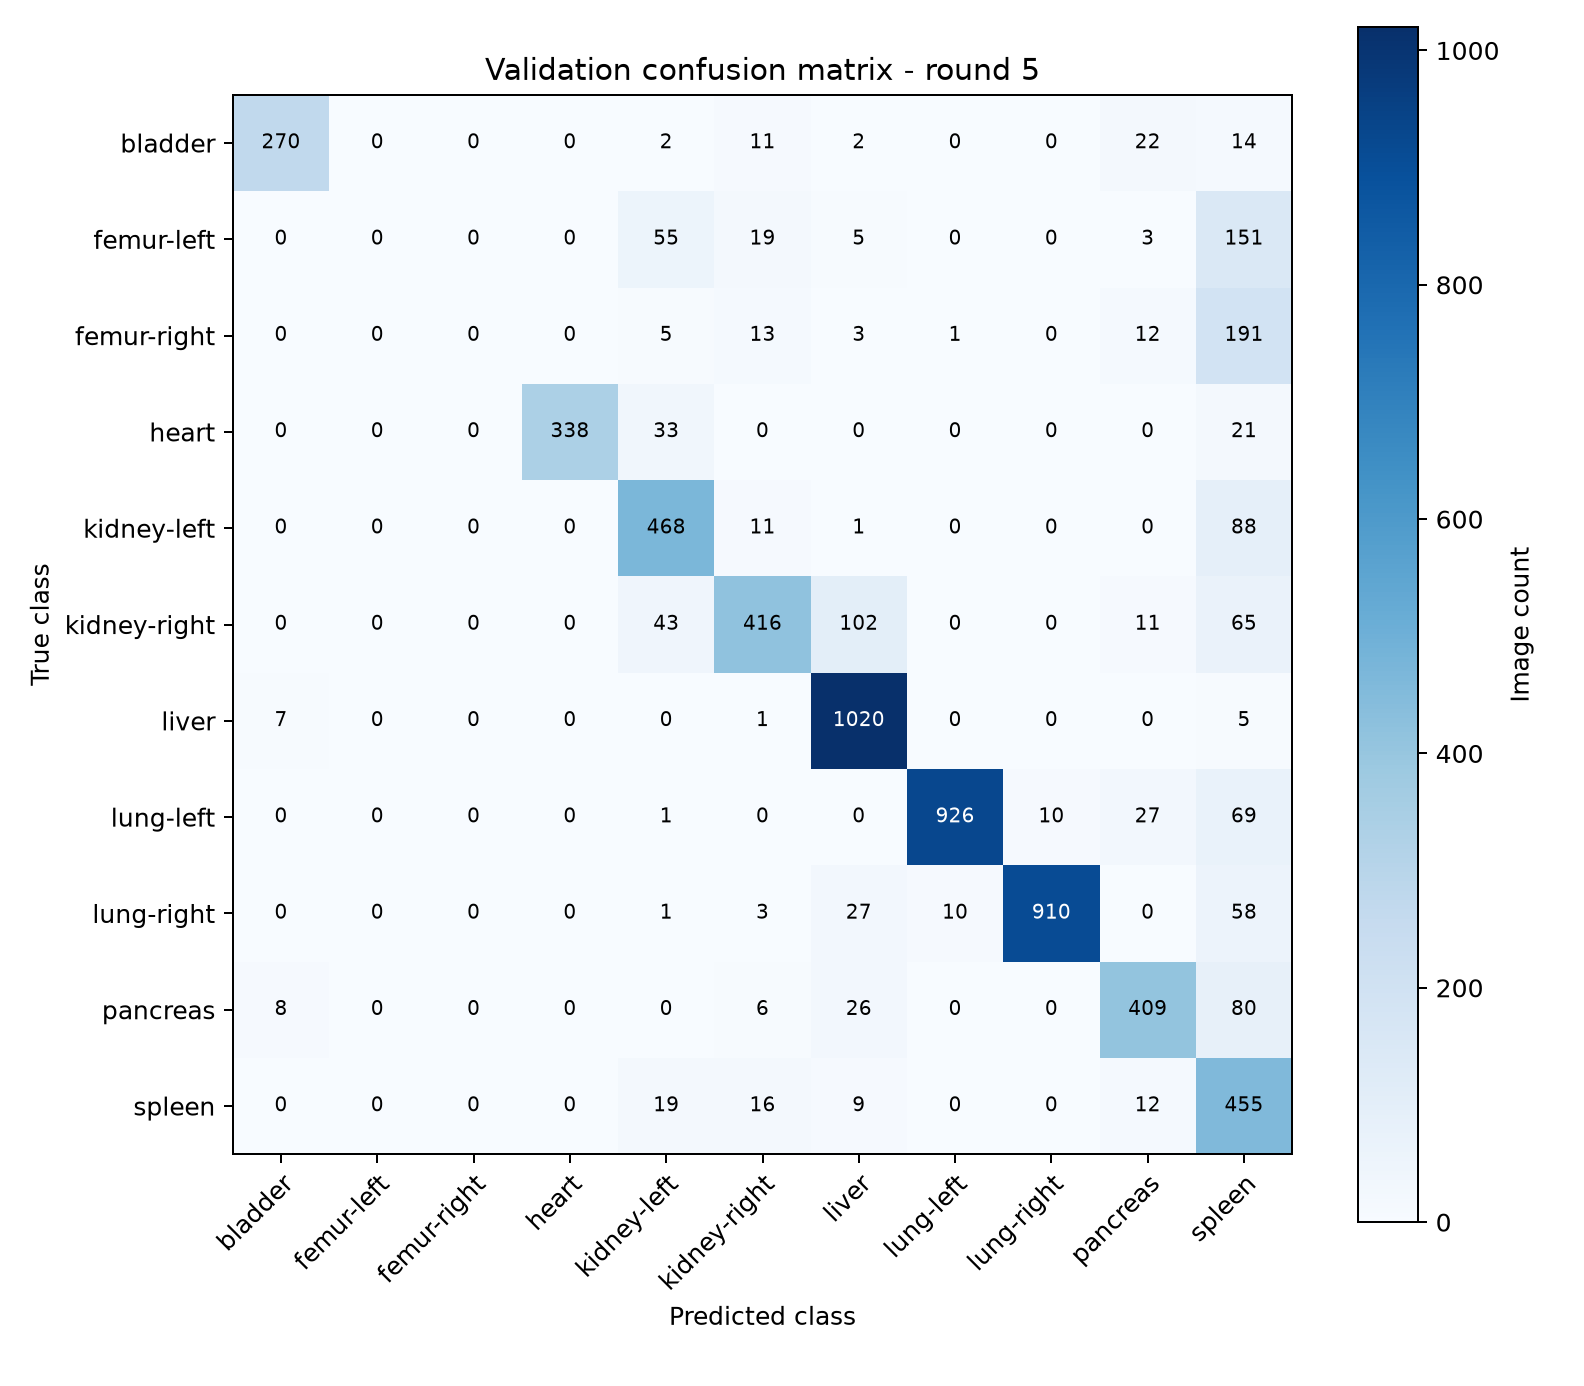 Validation confusion matrix - round 5
bladder 270 0 0 0 2 11 2 0 0 22 14
femur-left 0 0 0 0 55 19 5 0 0 3 151
femur-right 0 0 0 0 5 13 3 1 0 12 191
heart 0 0 0 338 33 0 0 0 0 0 21
kidney-left 0 0 0 0 468 11 1 0 0 0 88
kidney-right 0 0 0 0 43 416 102 0 0 11 65
liver 7 0 0 0 0 1 1020 0 0 0 5
lung-left 0 0 0 0 1 0 0 926 10 27 69
lung-right 0 0 0 0 1 3 27 10 910 0 58
pancreas 8 0 0 0 0 6 26 0 0 409 80
spleen 0 0 0 0 19 16 9 0 0 12 455
True class
bladder femur-left femur-right heart kidney-left kidney-right liver lung-left lung-right pancreas spleen
Predicted class
1000
800
600
400
200
0
Image count